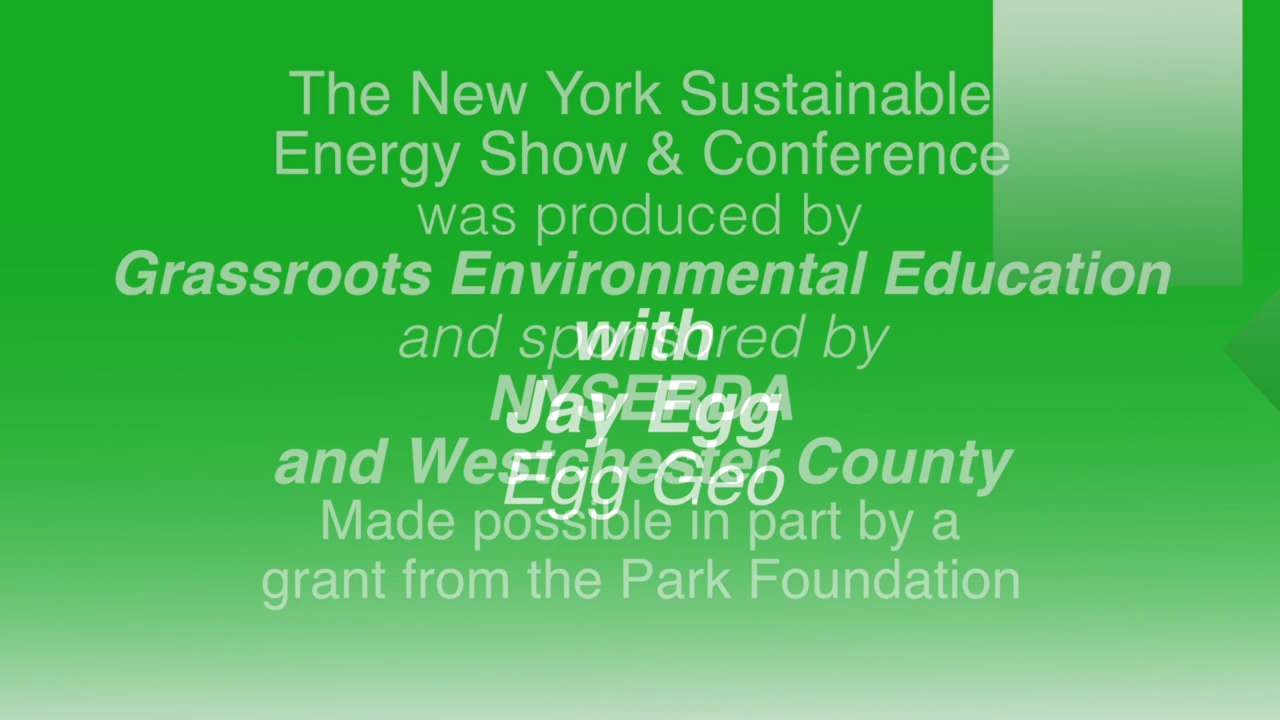 The New York Sustainable
Energy Show & Conference
was produced by
Grassroots Environmental Education
and sponsored by
with
NYSERDA
Jay Egg
and Westchester County
Egg Geo
Made possible in part by a
grant from the Park Foundation